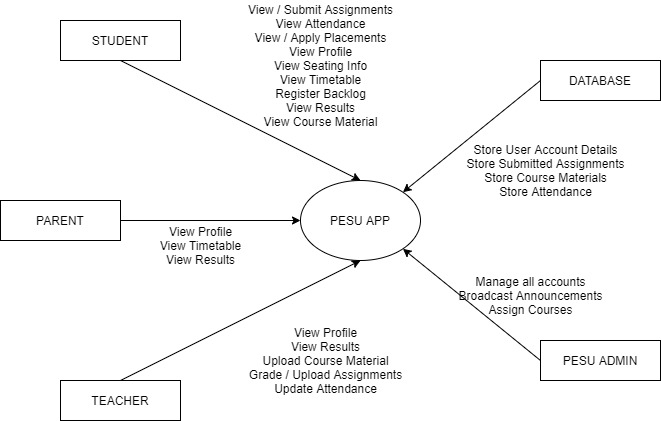 STUDENT
View / Submit Assignments
View Attendance
View / Apply Placements
View Profile
View Seating Info
View Timetable
Register Backlog
View Results
View Course Material
DATABASE
Store User Account Details
Store Submitted Assignments
Store Course Materials
Store Attendance
PARENT
View Profile
View Timetable
View Results
PESU APP
Manage all accounts
Broadcast Announcements
Assign Courses
PESU ADMIN
View Profile
View Results
Upload Course Material
Grade / Upload Assignments
Update Attendance
TEACHER